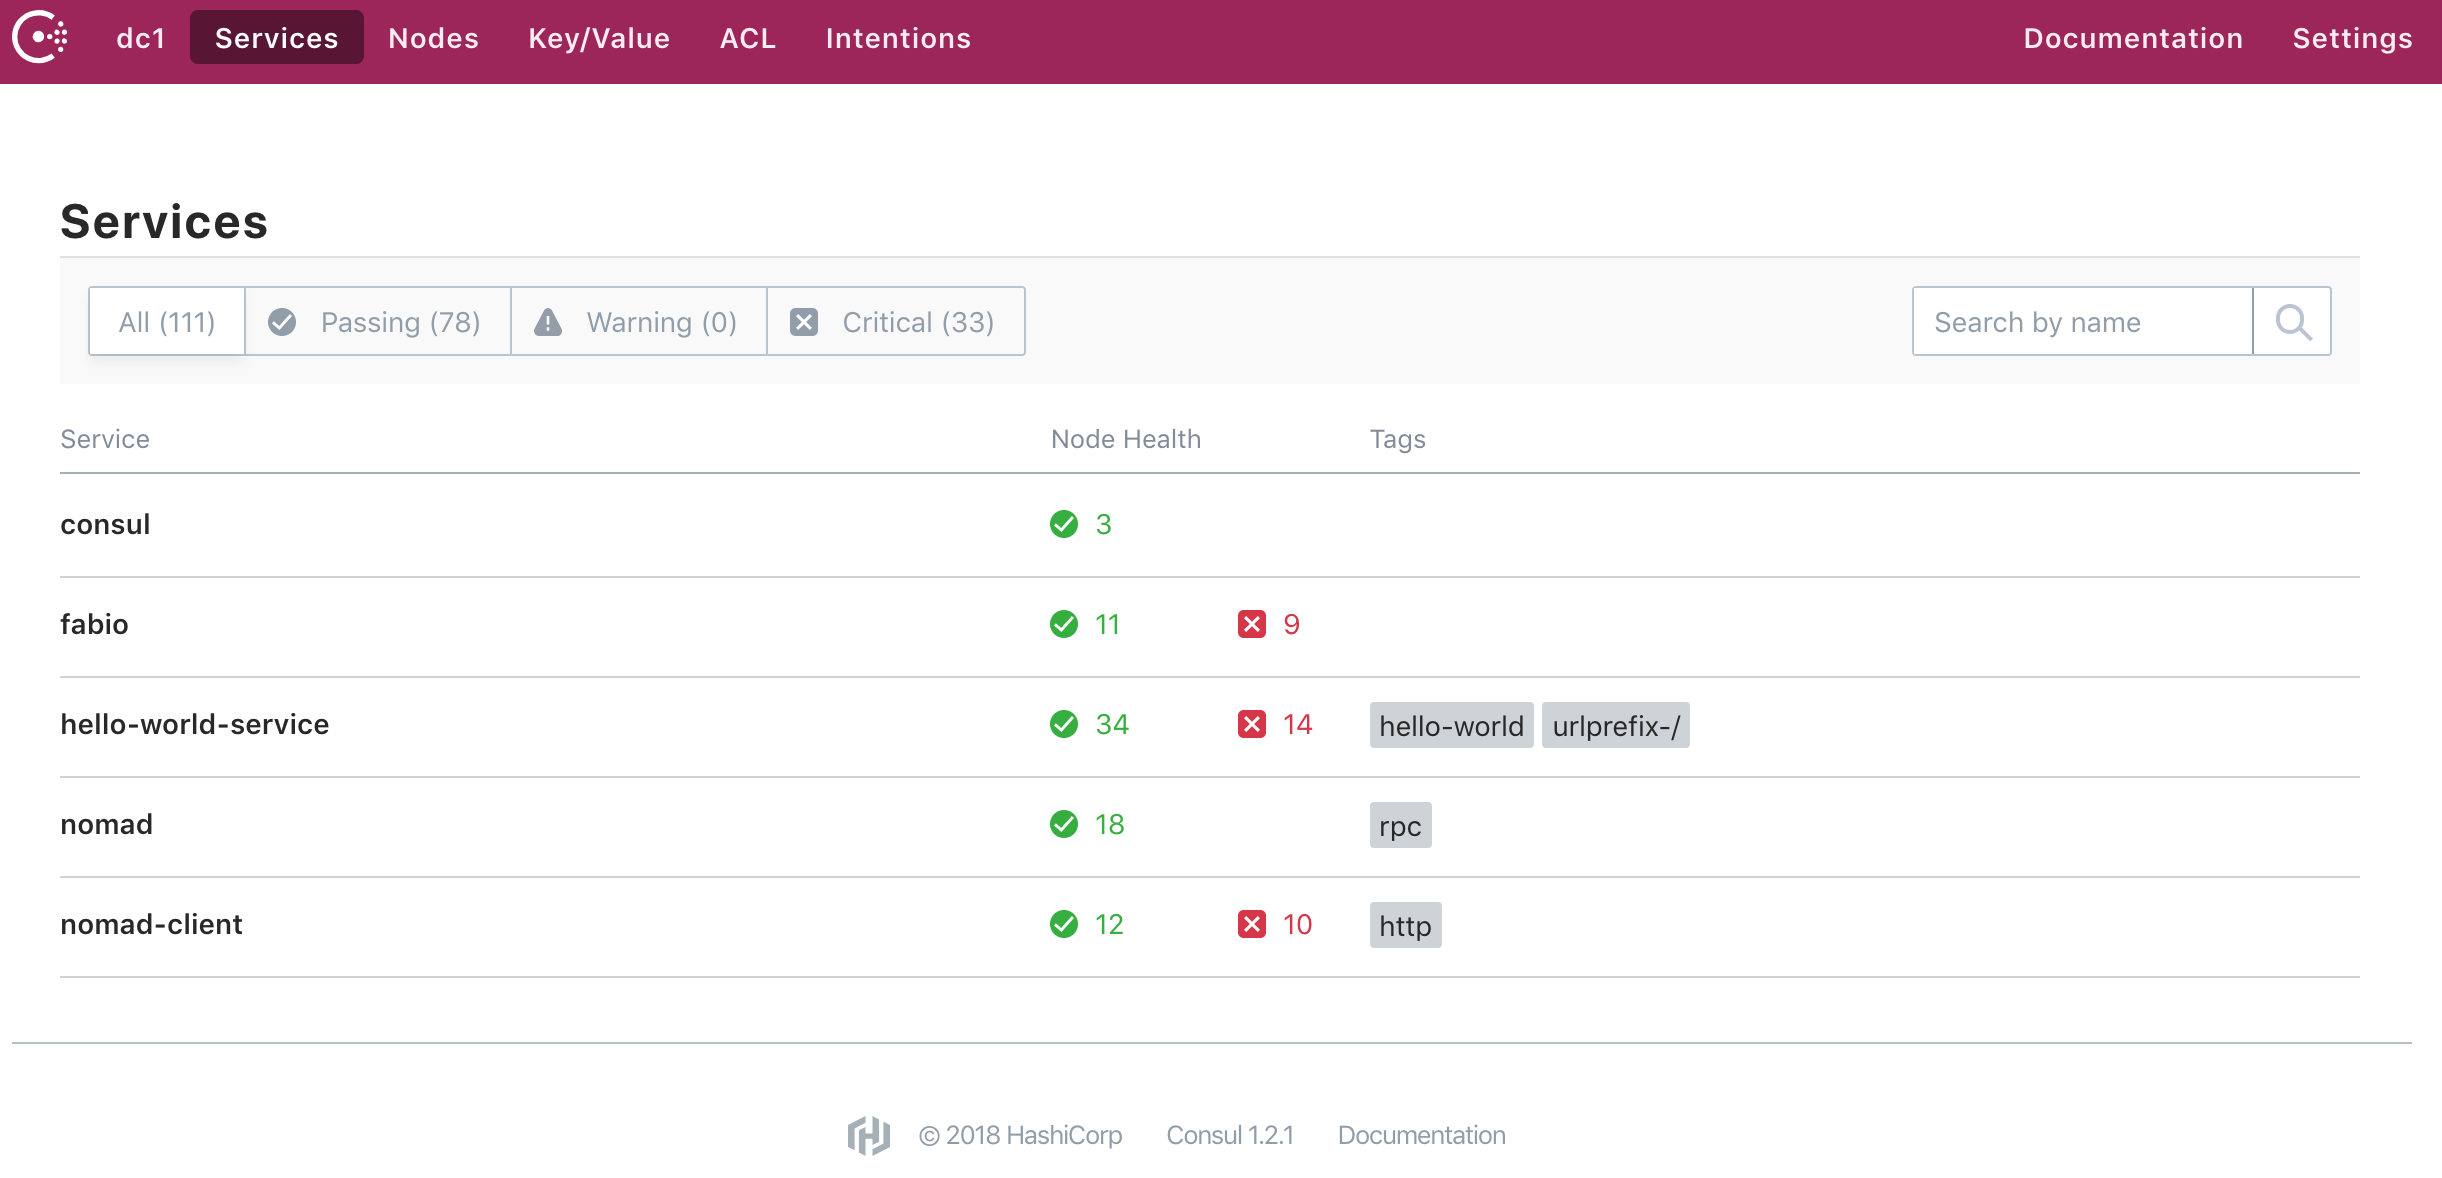 dc1 Services Nodes Key/Value ACL Intentions Documentation Settings
Services
All (111) Passing (78) Warning (0) Critical (33) Search by name
Service Node Health Tags
consul 3
fabio 11 9
hello-world-service 34 14 hello-world urlprefix-/
nomad 18 rpc
nomad-client 12 10 http
© 2018 HashiCorp Consul 1.2.1 Documentation